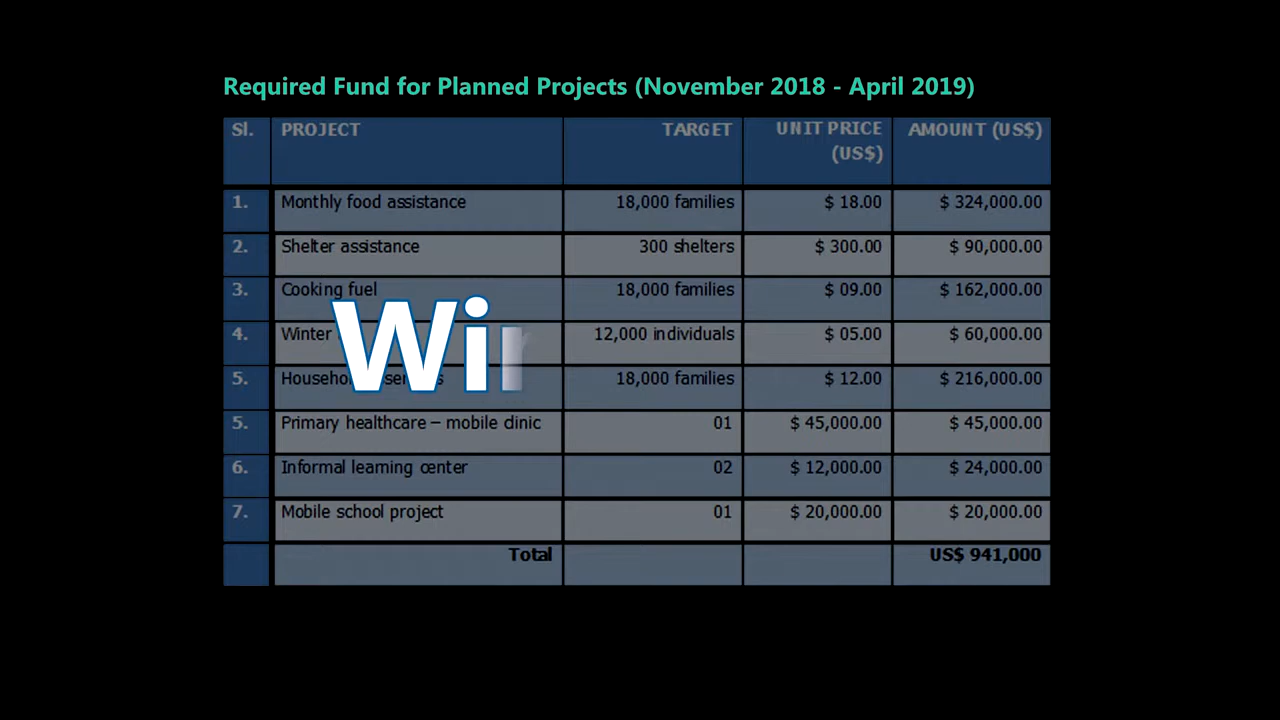 Required Fund for Planned Projects (November 2018 - April 2019)
Sl. PROJECT TARGET UNIT PRICE (US$) AMOUNT (US$)
1. Monthly food assistance 18,000 families $ 18.00 $ 324,000.00
2. Shelter assistance 300 shelters $ 300.00 $ 90,000.00
3. Cooking fuel 18,000 families $ 09.00 $ 162,000.00
Wi
4. Winter 12,000 individuals $ 05.00 $ 60,000.00
5. 18,000 families $ 12.00 $ 216,000.00
5. Primary healthcare – mobile clinic 01 $ 45,000.00 $ 45,000.00
6. Informal learning center 02 $ 12,000.00 $ 24,000.00
7. Mobile school project 01 $ 20,000.00 $ 20,000.00
Total US$ 941,000